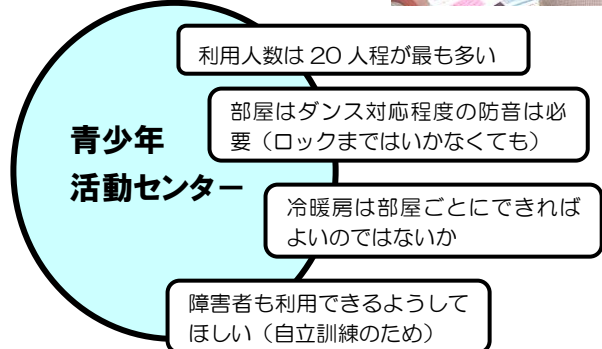 利用人数は 20 人程が最も多い
部屋はダンス対応程度の防音は必
要（ロックまではいかなくても）
青少年
活動センター
冷暖房は部屋ごとにできれば
よいのではないか
障害者も利用できるようして
ほしい（自立訓練のため）